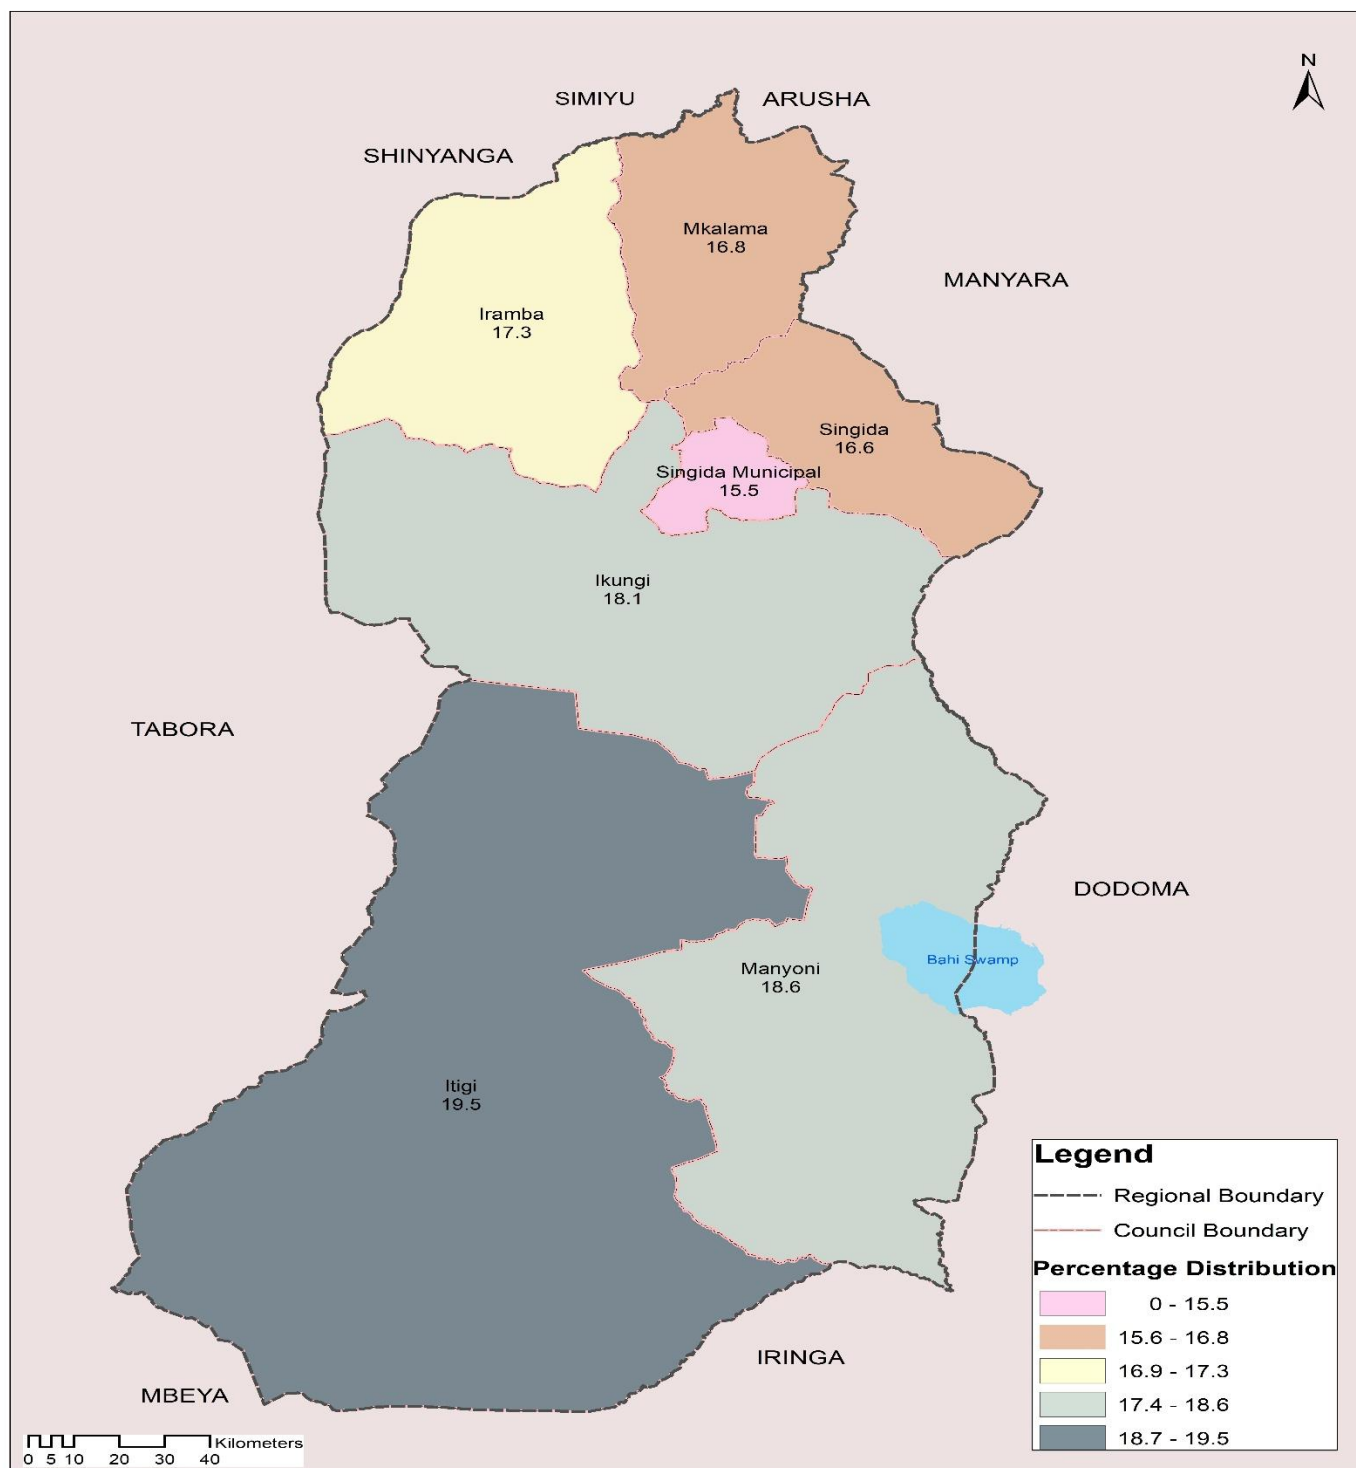 N
SIMIYU
ARUSHA
SHINYANGA
Mkalama
16.8
MANYARA
Iramba
17.3
Singida
16.6
Singida Municipal
15.5
Ikungi
18.1
TABORA
DODOMA
Bahi Swamp
Manyoni
18.6
Itigi
19.5
IRINGA
MBEYA
Legend
Regional Boundary
Council Boundary
Percentage Distribution
0 - 15.5
15.6 - 16.8
16.9 - 17.3
17.4 - 18.6
18.7 - 19.5
Kilometers
0 5 10 20 30 40